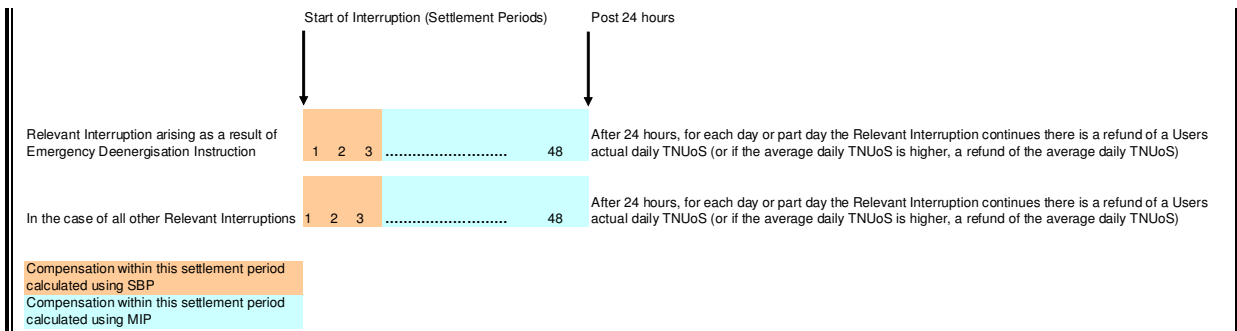 Start of Interruption (Settlement Periods) Post 24 hours
Relevant Interruption arising as a result of
Emergency Deenergisation Instruction
1 2 3 ........................... 48
After 24 hours, for each day or part day the Relevant Interruption continues there is a refund of a Users
actual daily TNUoS (or if the average daily TNUoS is higher, a refund of the average daily TNUoS)
In the case of all other Relevant Interruptions
1 2 3 ........................... 48
After 24 hours, for each day or part day the Relevant Interruption continues there is a refund of a Users
actual daily TNUoS (or if the average daily TNUoS is higher, a refund of the average daily TNUoS)
Compensation within this settlement period
calculated using SBP
Compensation within this settlement period
calculated using MIP